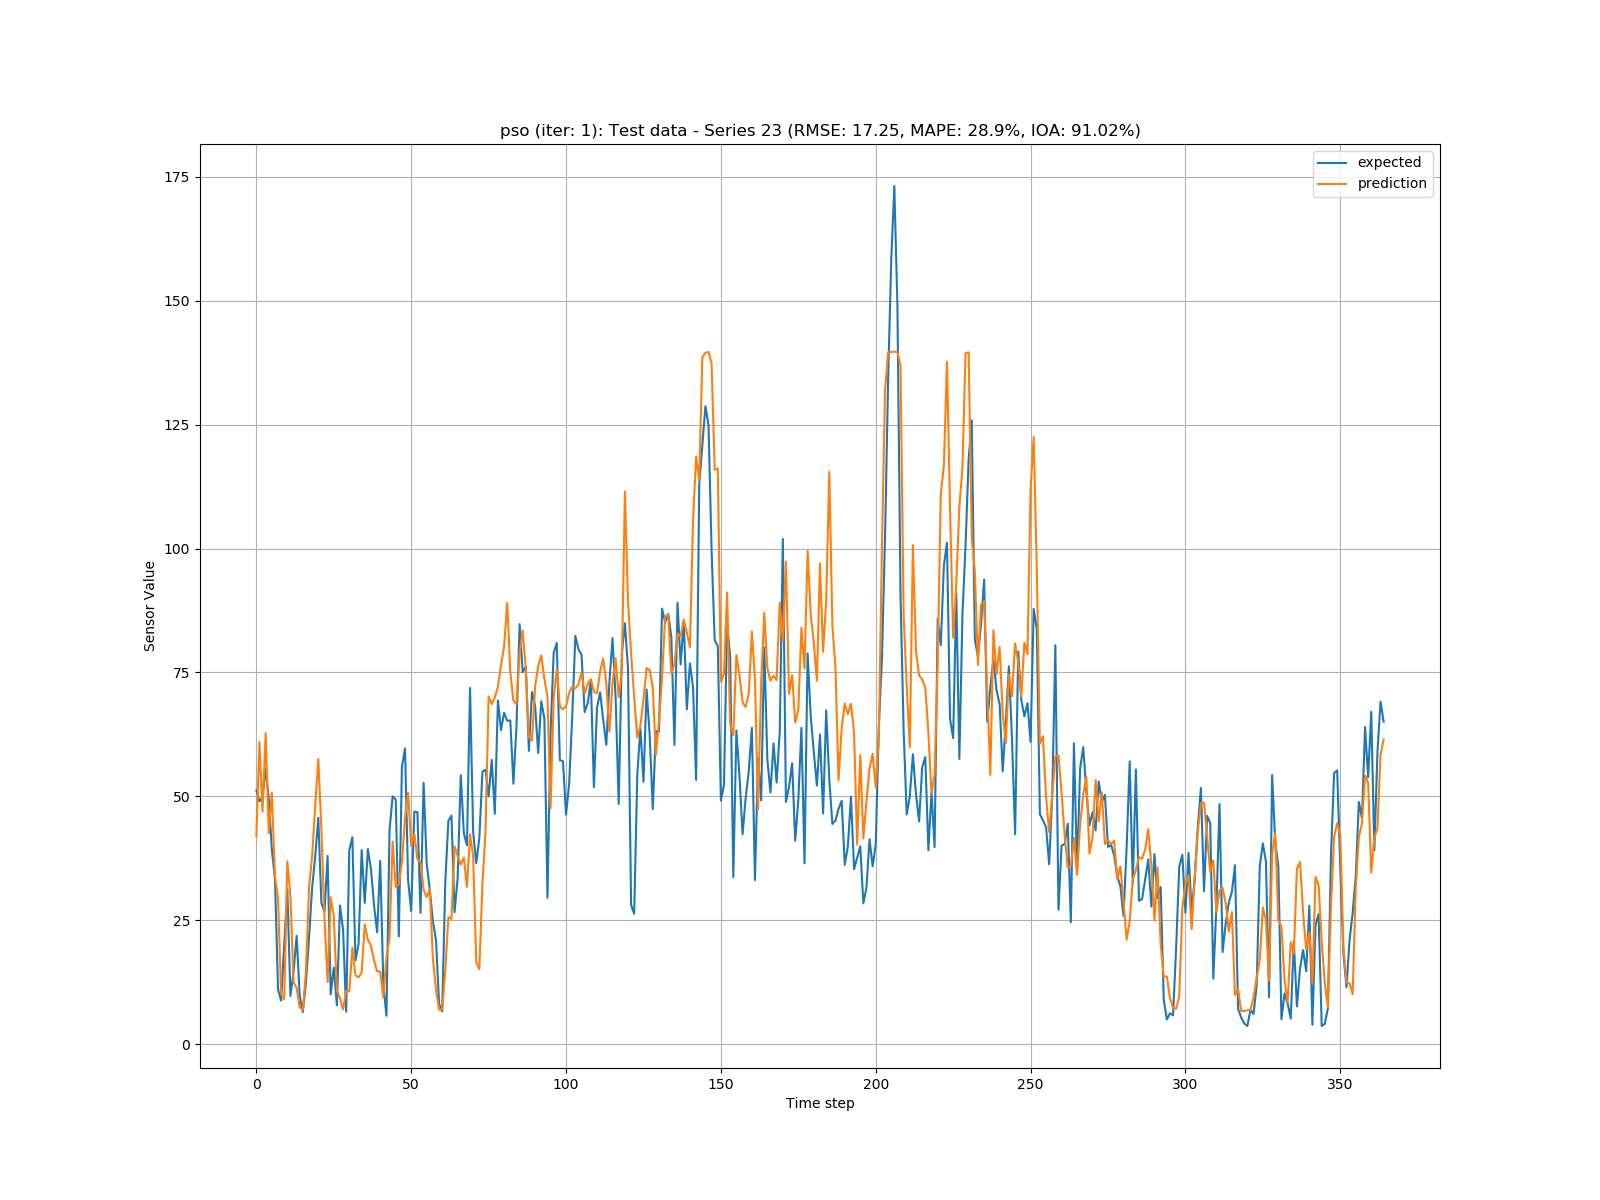 pso (iter: 1): Test data - Series 23 (RMSE: 17.25, MAPE: 28.9%, IOA: 91.02%)
expected
prediction
175
150
125
100
75
50
25
0
Sensor Value
0 50 100 150 200 250 300 350
Time step